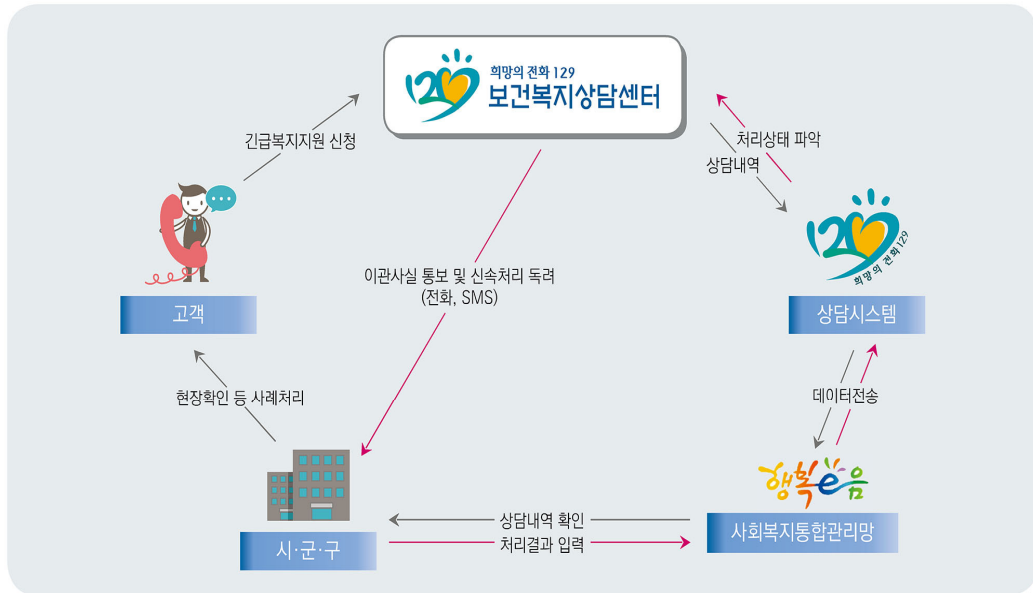 희망의 전화 129
보건복지상담센터
긴급복지지원 신청
처리상태 파악
상담내역
129
희망의 전화 129
이관사실 통보 및 신속처리 독려
(전화, SMS)
고객
상담시스템
현장확인 등 사례처리
데이터전송
행복e음
상담내역 확인
처리결과 입력
시·군·구
사회복지통합관리망